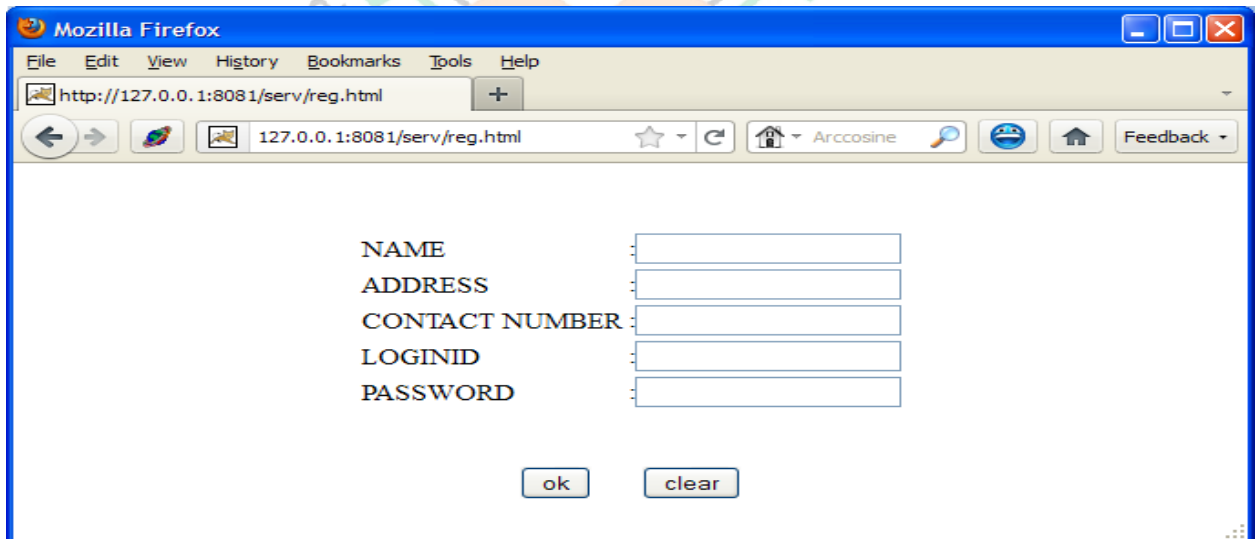 Mozilla Firefox
File Edit View History Bookmarks Tools Help
http://127.0.0.1:8081/serv/reg.html +
127.0.0.1:8081/serv/reg.html Arccosine Feedback
NAME :
ADDRESS :
CONTACT NUMBER :
LOGINID :
PASSWORD :
ok clear